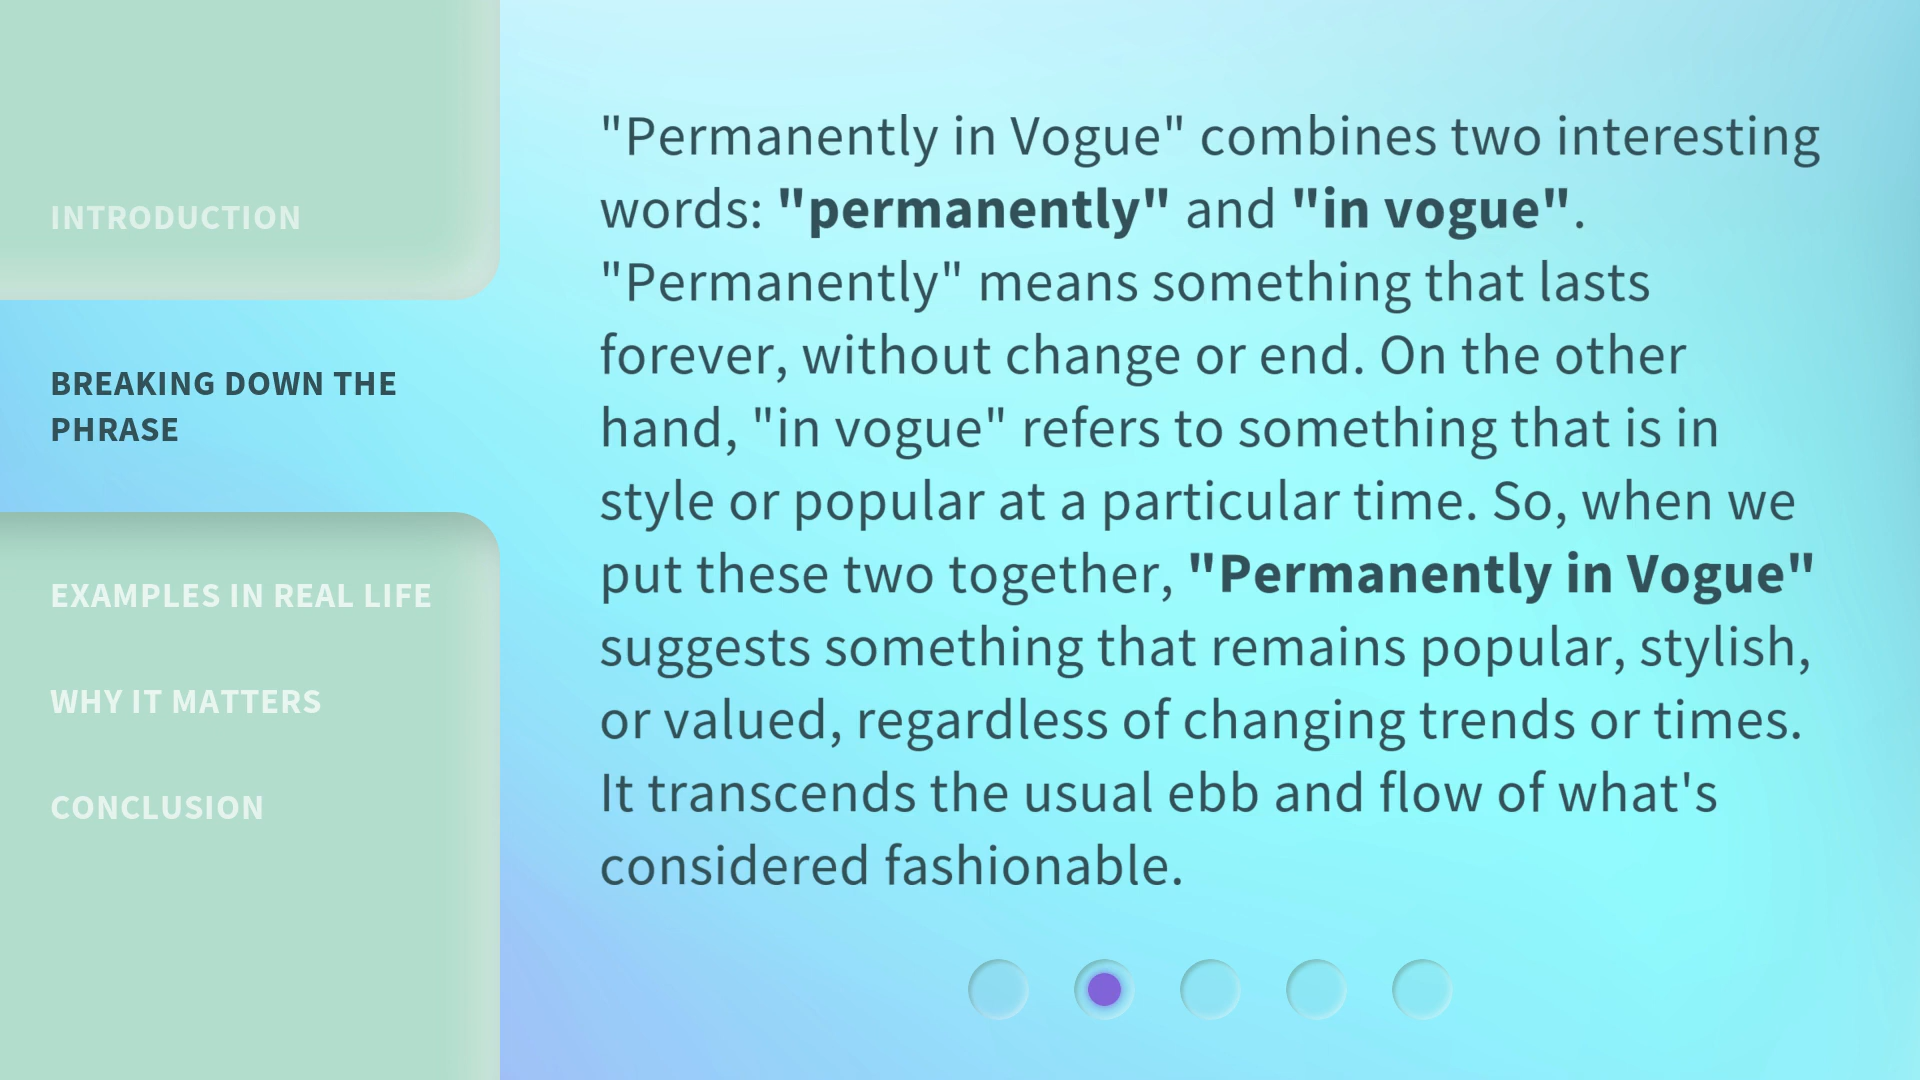 INTRODUCTION
BREAKING DOWN THE
PHRASE
EXAMPLES IN REAL LIFE
WHY IT MATTERS
CONCLUSION
"Permanently in Vogue" combines two interesting
words: "permanently" and "in vogue".
"Permanently" means something that lasts
forever, without change or end. On the other
hand, "in vogue" refers to something that is in
style or popular at a particular time. So, when we
put these two together, "Permanently in Vogue"
suggests something that remains popular, stylish,
or valued, regardless of changing trends or times.
It transcends the usual ebb and flow of what's
considered fashionable.